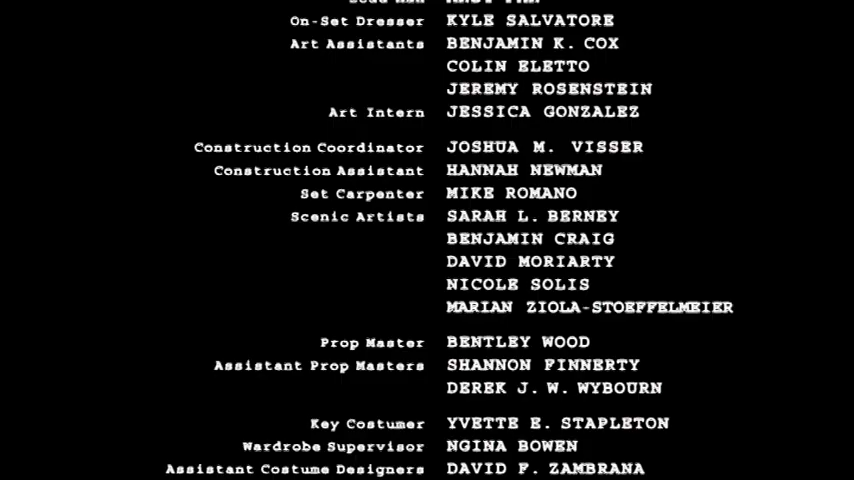 On-Set Dresser KYLE SALVATORE
Art Assistants BENJAMIN K. COX
COLIN ELETTO
JEREMY ROSENSTEIN
Art Intern JESSICA GONZALEZ
Construction Coordinator JOSHUA M. VISSER
Construction Assistant HANNAH NEWMAN
Set Carpenter MIKE ROMANO
Scenic Artists SARAH L. BERNEY
BENJAMIN CRAIG
DAVID MORIARTY
NICOLE SOLIS
MARIAN ZIOLA-STOEFFELMEIER
Prop Master BENTLEY WOOD
Assistant Prop Masters SHANNON FINNERTY
DEREK J. W. WYBOURN
Key Costumer YVETTE E. STAPLETON
Wardrobe Supervisor NGINA BOWEN
Assistant Costume Designers DAVID F. ZAMBRANA